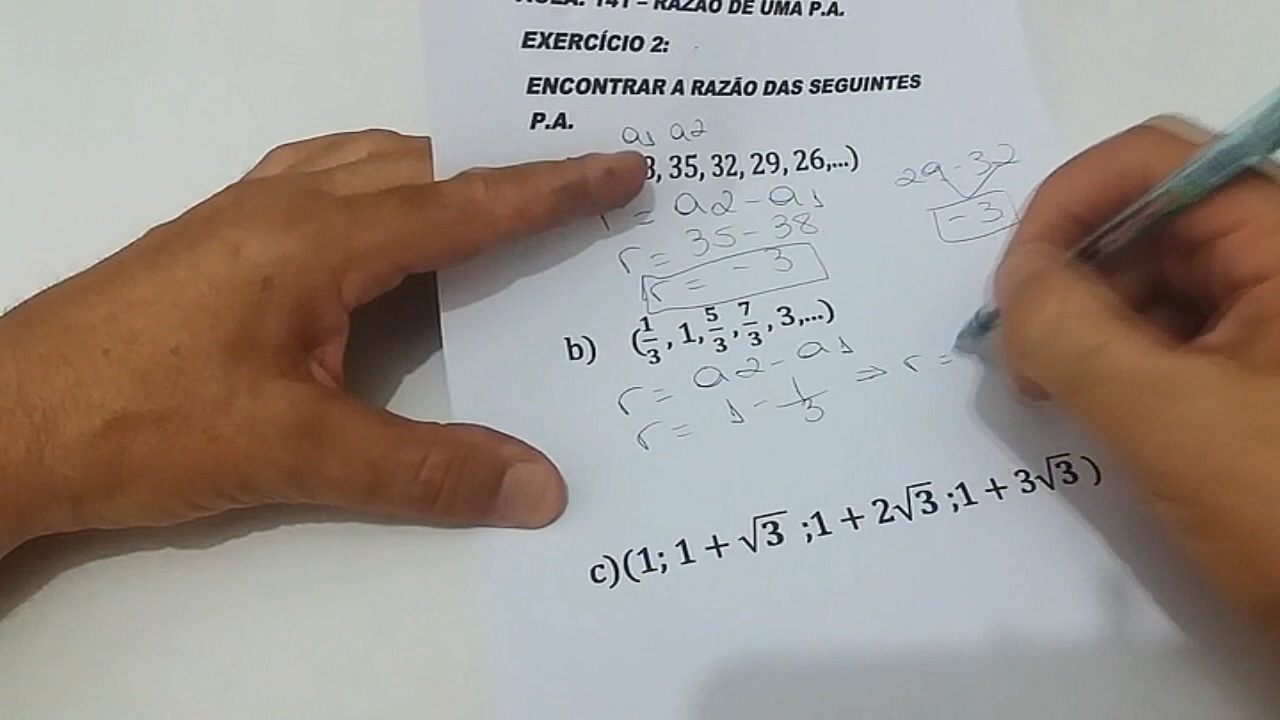 AULA: 141 – RAZÃO DE UMA P.A.
EXERCÍCIO 2:
ENCONTRAR A RAZÃO DAS SEGUINTES
P.A.
a1 a2
8, 35, 32, 29, 26,...)
29-32
-3
r = a2 - a1
r = 35 - 38
r = - 3
b) (1/3, 1, 5/3, 7/3, 3,...)
r = a2 - a1
r = 1 - 1/3 ⇒ r =
c)(1; 1 + √3 ;1 + 2√3 ;1 + 3√3 )